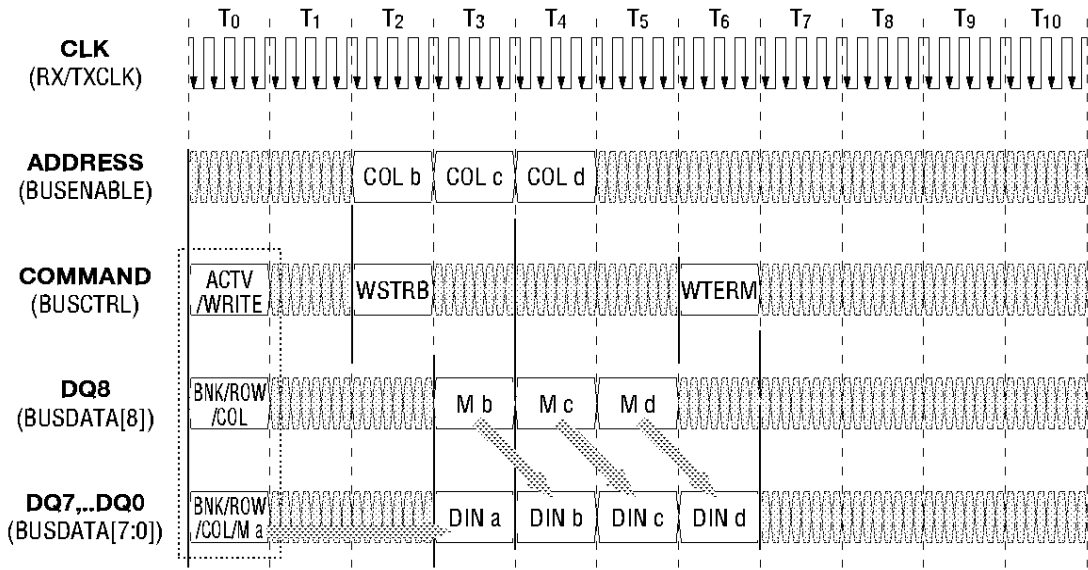 T0 T1 T2 T3 T4 T5 T6 T7 T8 T9 T10
CLK
(RX/TXCLK)
ADDRESS
(BUSENABLE)
COL b COL c COL d
COMMAND
(BUSCTRL)
ACTV
/WRITE
WSTRB
WTERM
DQ8
(BUSDATA[8])
BNK/ROW
/COL
M b M c M d
DQ7,..DQ0
(BUSDATA[7:0])
BNK/ROW
/COL/M a
DIN a DIN b DIN c DIN d